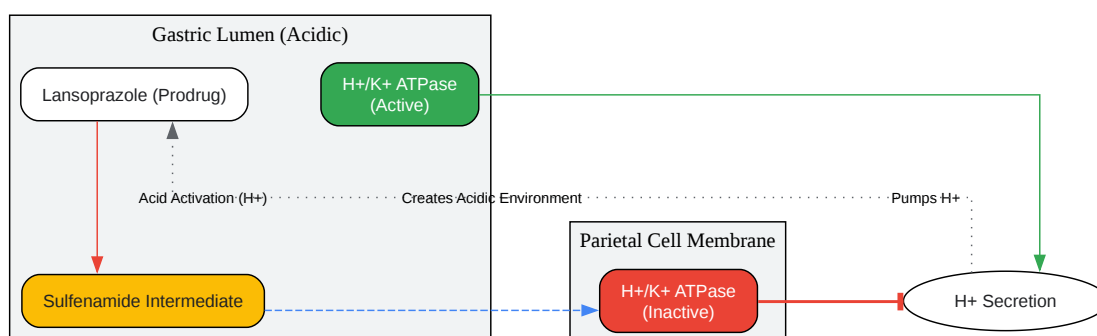 Gastric Lumen (Acidic)
Lansoprazole (Prodrug)
H+/K+ ATPase
(Active)
Acid Activation (H+)
Creates Acidic Environment
Pumps H+
Parietal Cell Membrane
Sulfenamide Intermediate
H+/K+ ATPase
(Inactive)
H+ Secretion